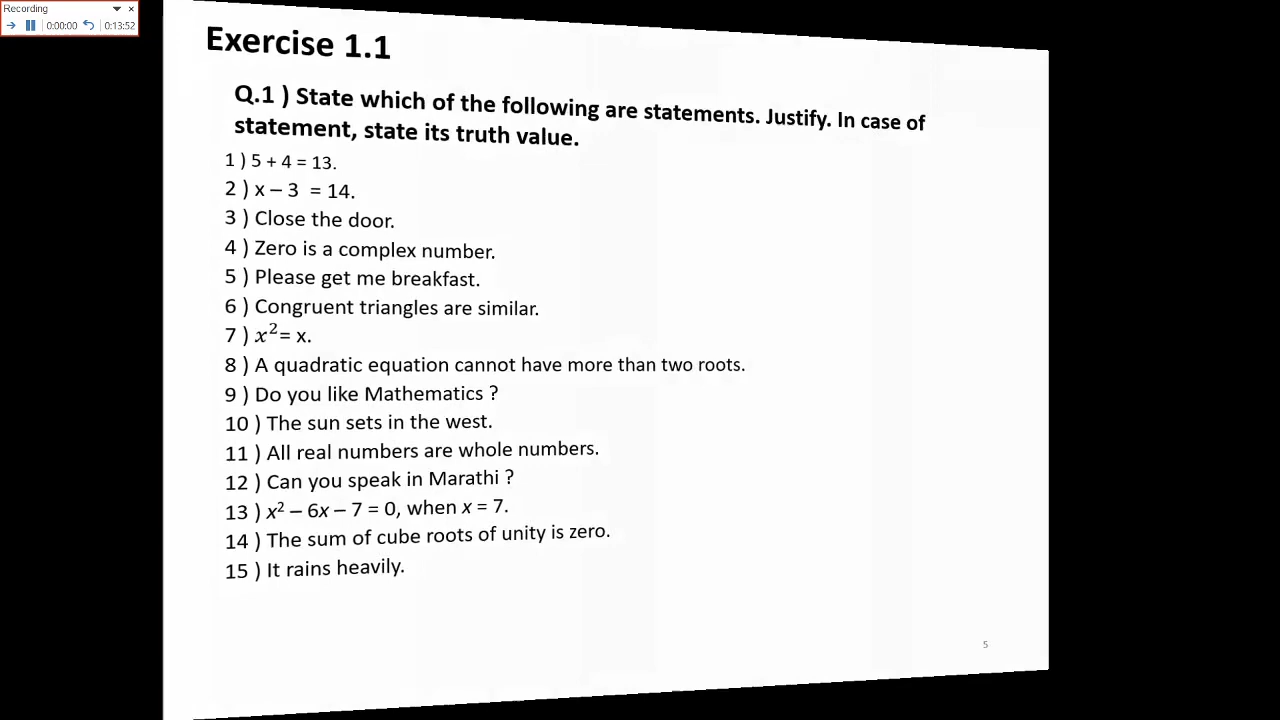 Recording
0:00:00 0:13:52
Exercise 1.1
Q.1 ) State which of the following are statements. Justify. In case of
statement, state its truth value.
1 ) 5 + 4 = 13.
2 ) x – 3 = 14.
3 ) Close the door.
4 ) Zero is a complex number.
5 ) Please get me breakfast.
6 ) Congruent triangles are similar.
7 ) x²= x.
8 ) A quadratic equation cannot have more than two roots.
9 ) Do you like Mathematics ?
10 ) The sun sets in the west.
11 ) All real numbers are whole numbers.
12 ) Can you speak in Marathi ?
13 ) x² – 6x – 7 = 0, when x = 7.
14 ) The sum of cube roots of unity is zero.
15 ) It rains heavily.
5